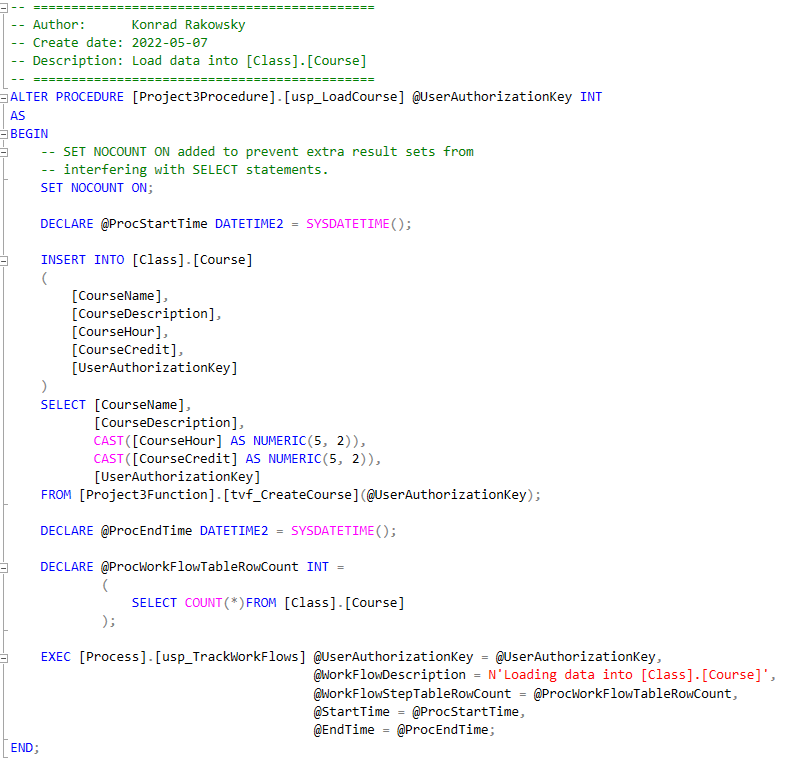 -- =============================================
-- Author:      Konrad Rakowsky
-- Create date: 2022-05-07
-- Description: Load data into [Class].[Course]
-- =============================================
ALTER PROCEDURE [Project3Procedure].[usp_LoadCourse] @UserAuthorizationKey INT
AS
BEGIN
    -- SET NOCOUNT ON added to prevent extra result sets from
    -- interfering with SELECT statements.
    SET NOCOUNT ON;

    DECLARE @ProcStartTime DATETIME2 = SYSDATETIME();

    INSERT INTO [Class].[Course]
    (
        [CourseName],
        [CourseDescription],
        [CourseHour],
        [CourseCredit],
        [UserAuthorizationKey]
    )
    SELECT [CourseName],
           [CourseDescription],
           CAST([CourseHour] AS NUMERIC(5, 2)),
           CAST([CourseCredit] AS NUMERIC(5, 2)),
           [UserAuthorizationKey]
    FROM [Project3Function].[tvf_CreateCourse](@UserAuthorizationKey);

    DECLARE @ProcEndTime DATETIME2 = SYSDATETIME();

    DECLARE @ProcWorkFlowTableRowCount INT =
            (
                SELECT COUNT(*)FROM [Class].[Course]
            );

    EXEC [Process].[usp_TrackWorkFlows] @UserAuthorizationKey = @UserAuthorizationKey,
                                        @WorkFlowDescription = N'Loading data into [Class].[Course]',
                                        @WorkFlowStepTableRowCount = @ProcWorkFlowTableRowCount,
                                        @StartTime = @ProcStartTime,
                                        @EndTime = @ProcEndTime;
END;